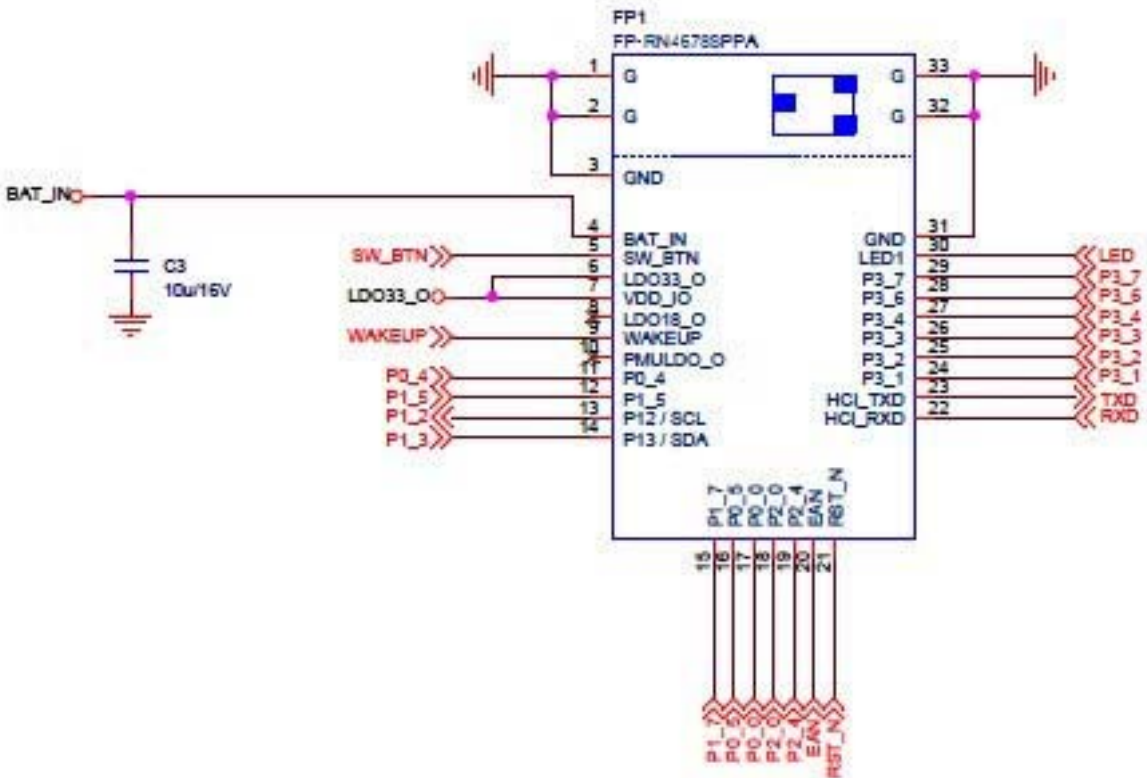 FP1
FP-RN4678SPPA
1 G G 33
2 G G 32
3 GND
BAT_IN
4 BAT_IN GND 31
SW_BTN 5 SW_BTN LED1 30 LED
6 LDO33_O P3_7 29 P3_7
LDO33_O 7 VDD_IO P3_6 28 P3_6
8 LDO18_O P3_4 27 P3_4
WAKEUP 9 WAKEUP P3_3 26 P3_3
10 PMULDO_O P3_2 25 P3_2
P0_4 11 P0_4 P3_1 24 P3_1
P1_5 12 P1_5 HCI_TXD 23 TXD
P1_2 13 P12 / SCL HCI_RXD 22 RXD
P1_3 14 P13 / SDA
C3
10u/16V
P1_7 P0_5 P0_0 P2_0 P2_4 EAN RST_N
15 16 17 18 19 20 21
P1_7 P0_5 P0_0 P2_0 P2_4 EAN RST_N